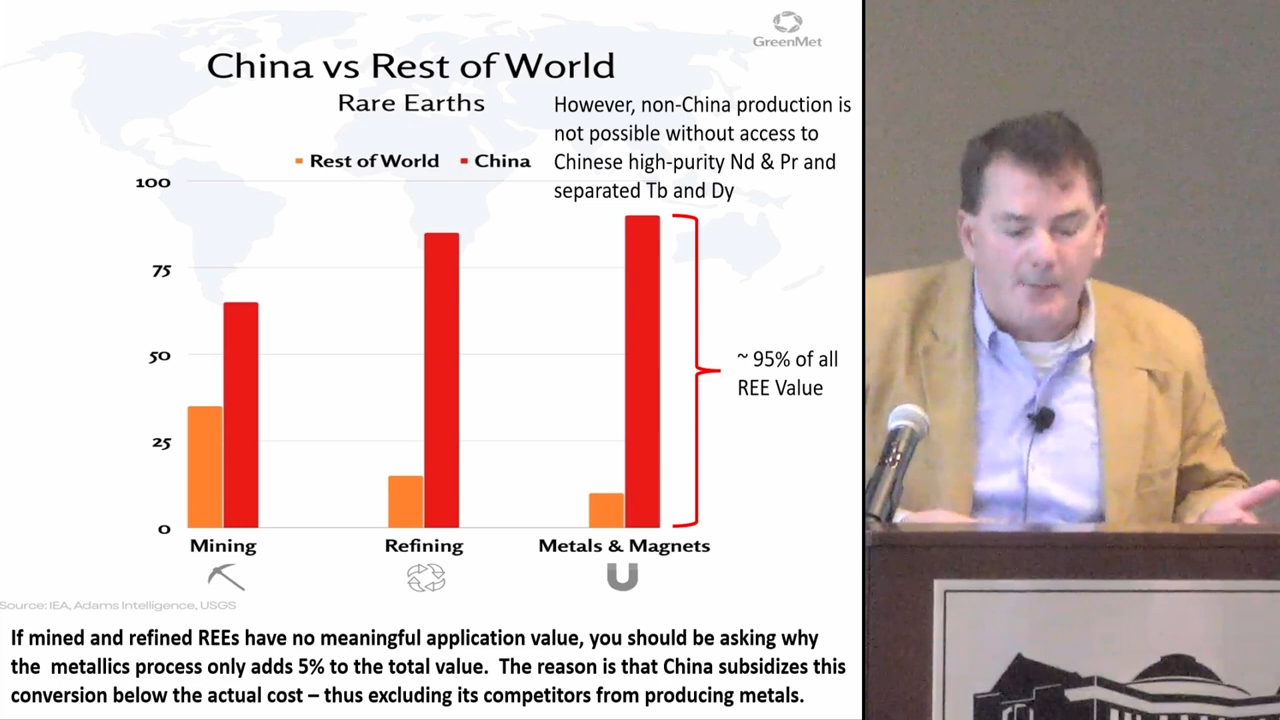 GreenMet
China vs Rest of World
Rare Earths
However, non-China production is
not possible without access to
Chinese high-purity Nd & Pr and
separated Tb and Dy
Rest of World China
100
75
50
25
0
~ 95% of all
REE Value
Mining Refining Metals & Magnets
Source: IEA, Adams Intelligence, USGS
If mined and refined REEs have no meaningful application value, you should be asking why
the metallics process only adds 5% to the total value. The reason is that China subsidizes this
conversion below the actual cost – thus excluding its competitors from producing metals.